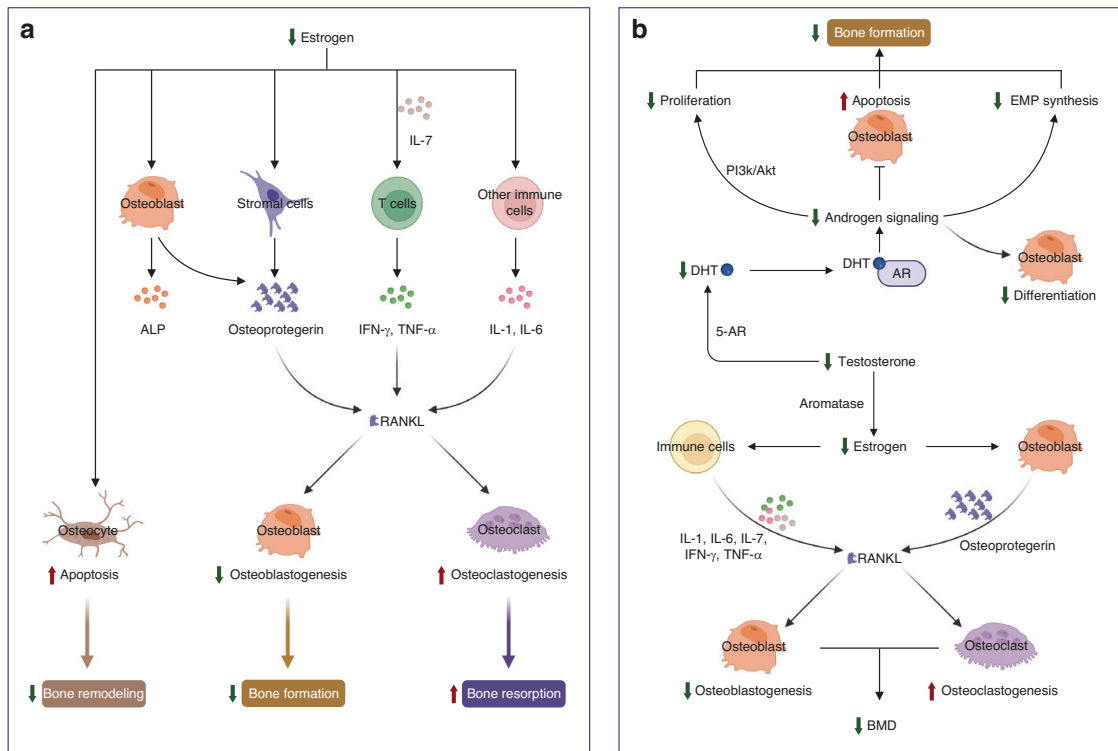 a
Estrogen
IL-7
Osteoblast
Stromal cells
T cells
Other immune
cells
ALP
Osteoprotegerin
IFN-γ, TNF-α
IL-1, IL-6
RANKL
Osteocyte
Osteoblast
Osteoclast
Apoptosis
Osteoblastogenesis
Osteoclastogenesis
Bone remodeling
Bone formation
Bone resorption
b
Bone formation
Proliferation
Apoptosis
EMP synthesis
Osteoblast
PI3k/Akt
Androgen signaling
DHT
DHT
AR
Osteoblast
Differentiation
5-AR
Testosterone
Aromatase
Immune cells
Estrogen
Osteoblast
IL-1, IL-6, IL-7,
IFN-γ, TNF-α
Osteoprotegerin
RANKL
Osteoblast
Osteoclast
Osteoblastogenesis
Osteoclastogenesis
BMD